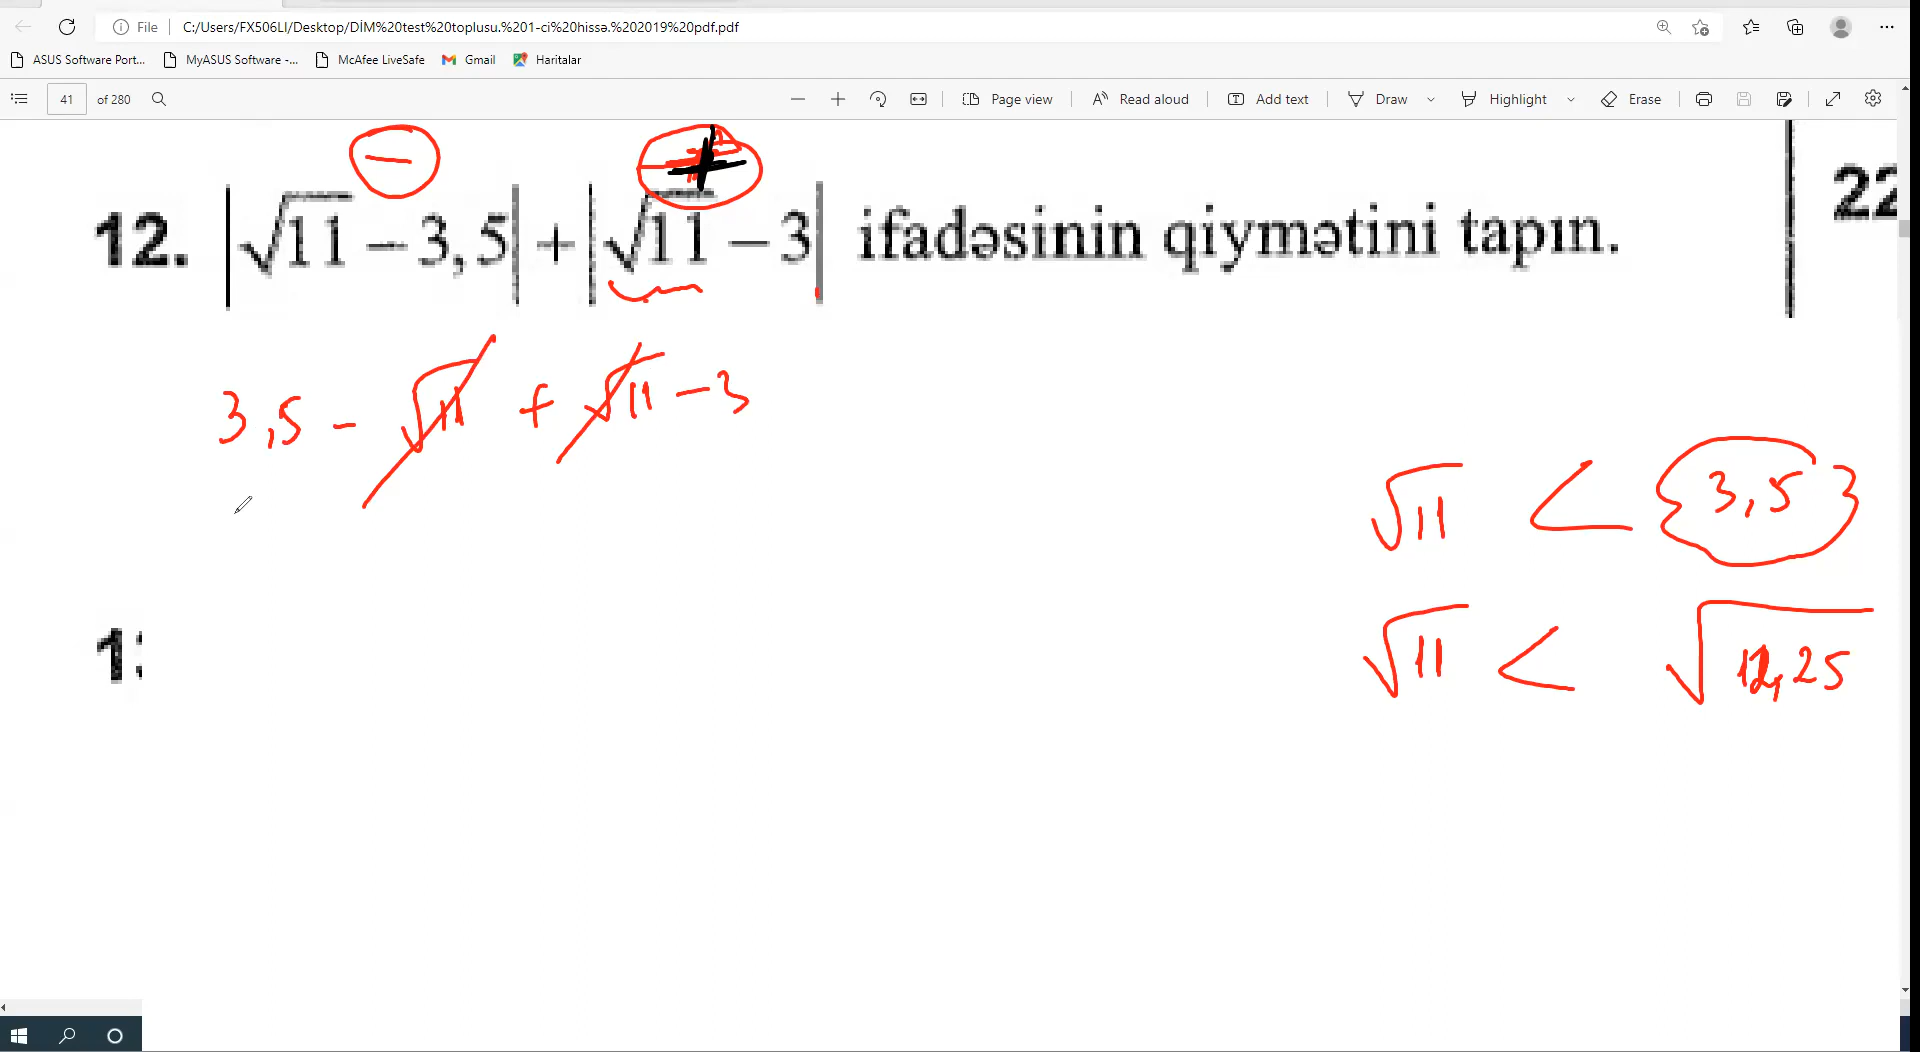 File C:/Users/FX506LI/Desktop/DİM%20test%20toplusu.%201-ci%20hissə.%202019%20pdf.pdf
ASUS Software Port... MyASUS Software -... McAfee LiveSafe Gmail Haritalar
41 of 280 Page view Read aloud Add text Draw Highlight Erase
12. |√11 − 3,5| + |√11 − 3| ifadəsinin qiymətini tapın.
22
3,5 − √11 + √11 − 3
√11 < {3,5}
√11 < √12,25